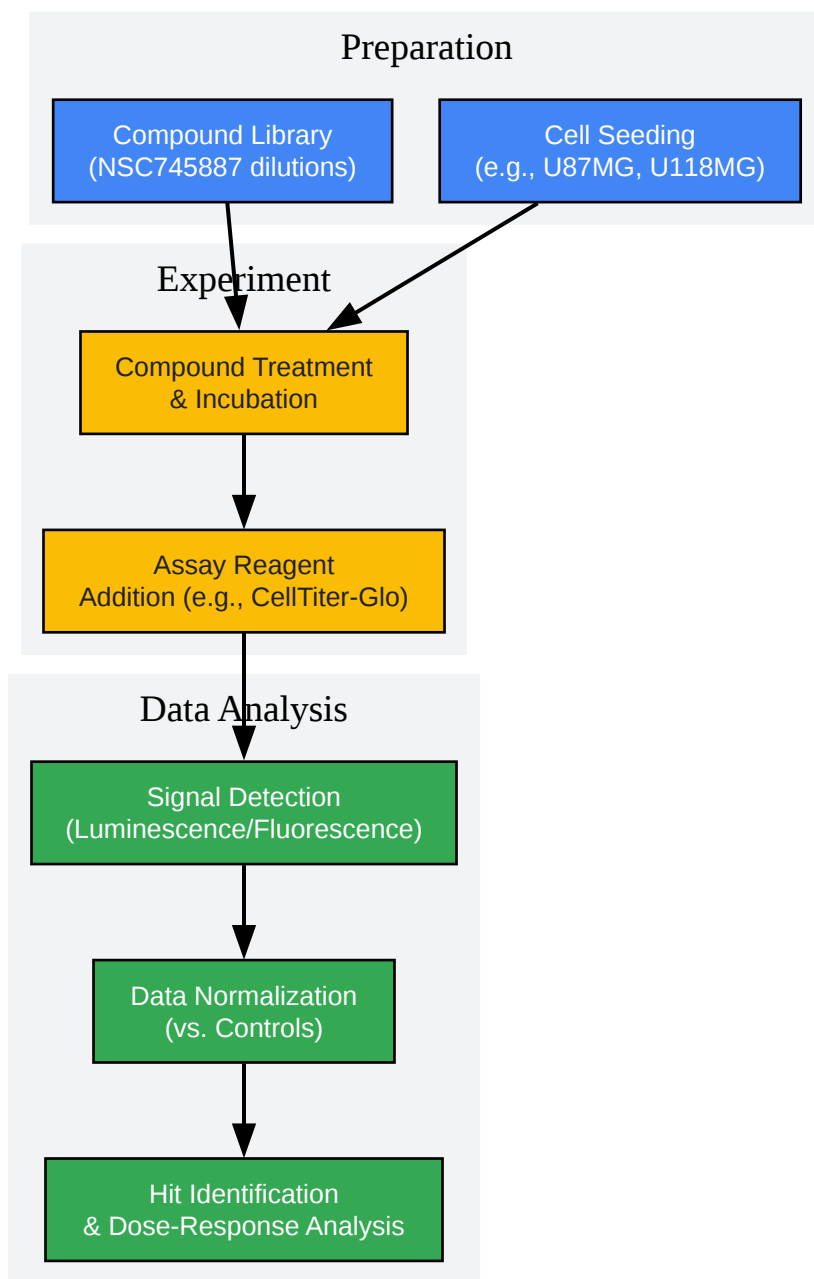 Preparation
Compound Library
(NSC745887 dilutions)
Cell Seeding
(e.g., U87MG, U118MG)
Experiment
Compound Treatment
& Incubation
Assay Reagent
Addition (e.g., CellTiter-Glo)
Data Analysis
Signal Detection
(Luminescence/Fluorescence)
Data Normalization
(vs. Controls)
Hit Identification
& Dose-Response Analysis